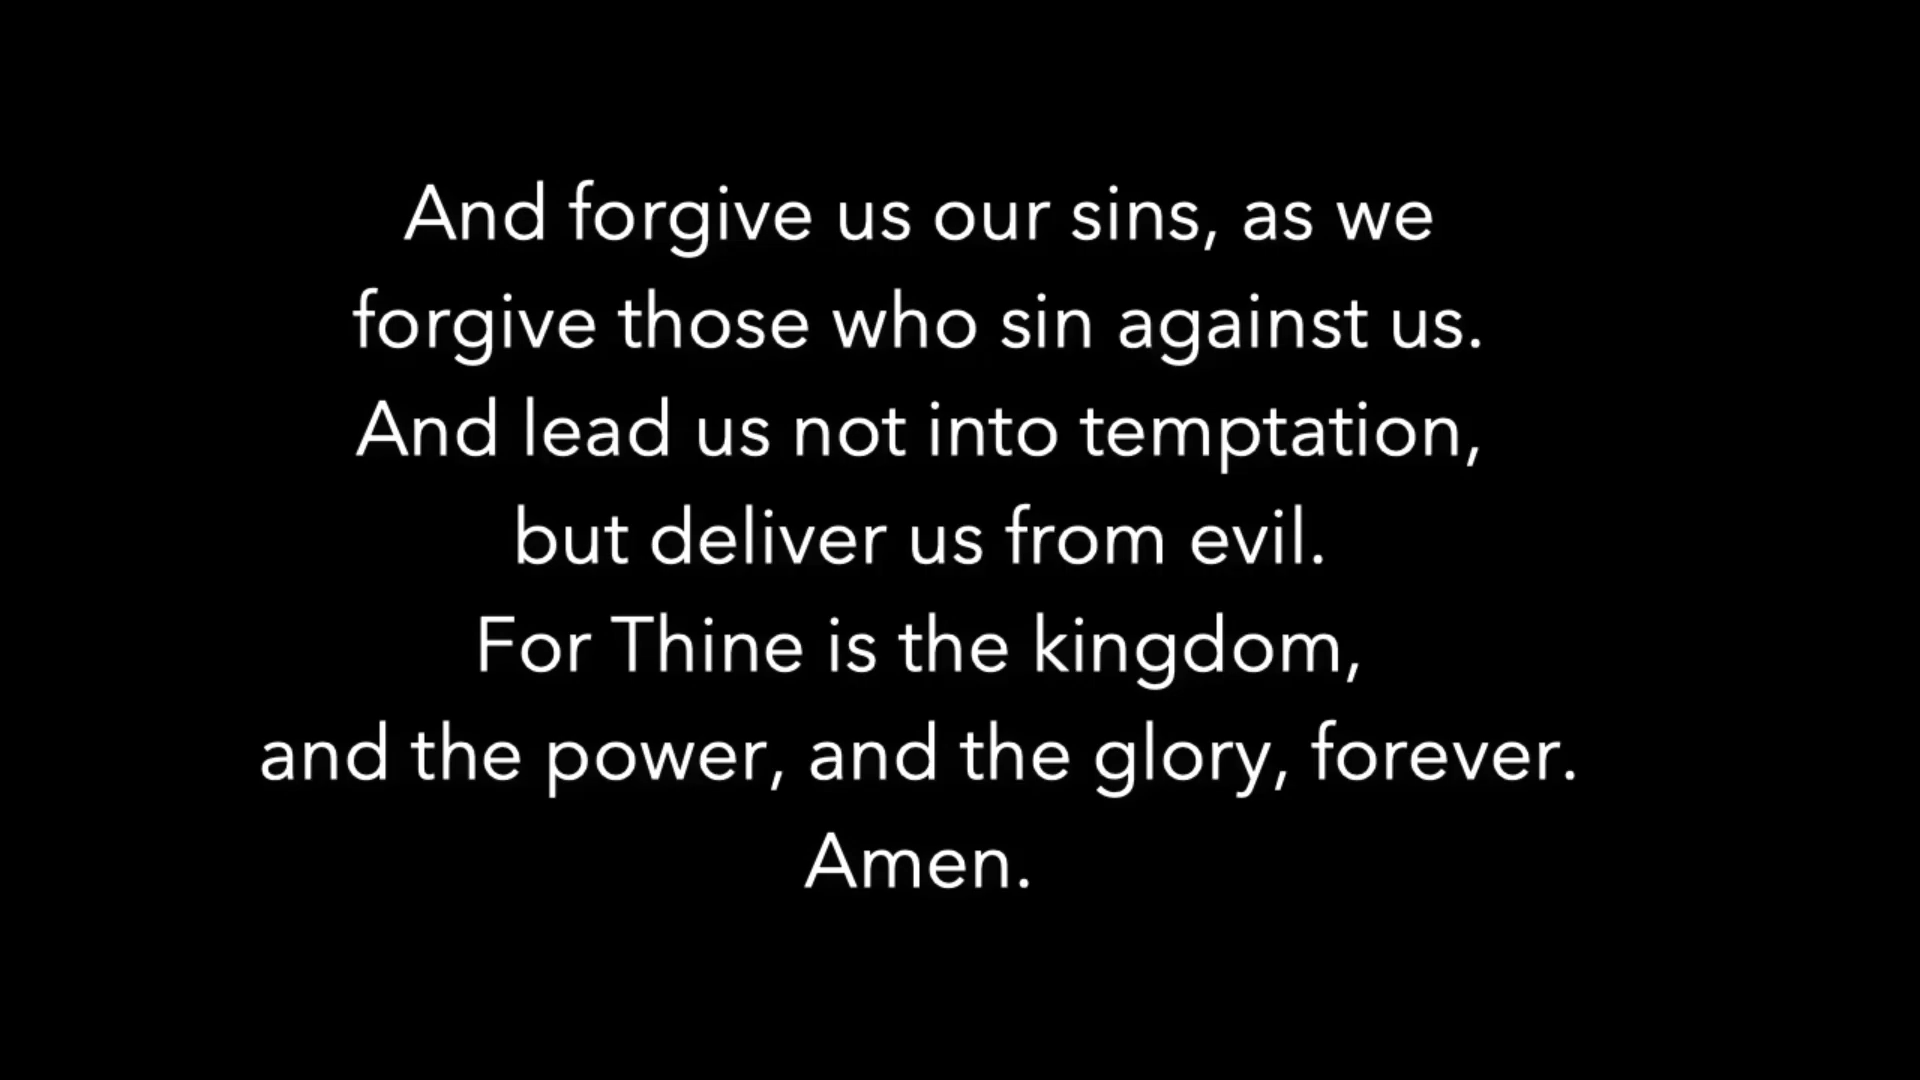 And forgive us our sins, as we
forgive those who sin against us.
And lead us not into temptation,
but deliver us from evil.
For Thine is the kingdom,
and the power, and the glory, forever.
Amen.